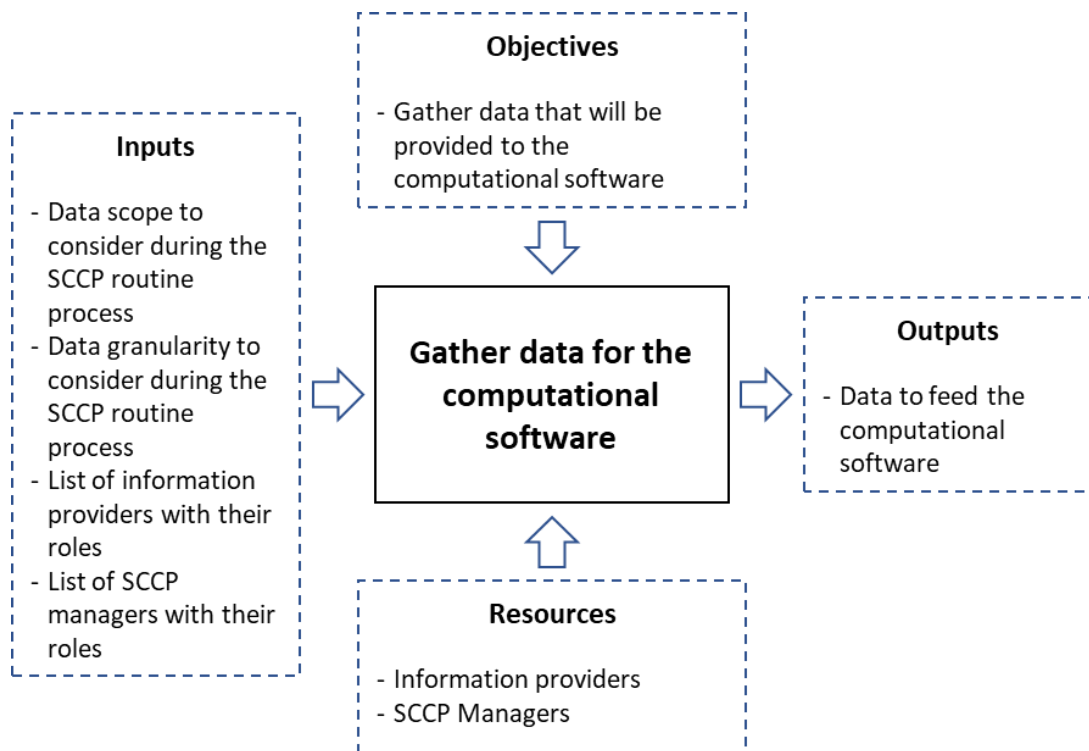 Objectives
- Gather data that will be
provided to the
computational software
Inputs
- Data scope to
consider during the
SCCP routine
process
- Data granularity to
consider during the
SCCP routine
process
- List of information
providers with their
roles
- List of SCCP
managers with their
roles
Gather data for the
computational
software
Outputs
- Data to feed the
computational
software
Resources
- Information providers
- SCCP Managers